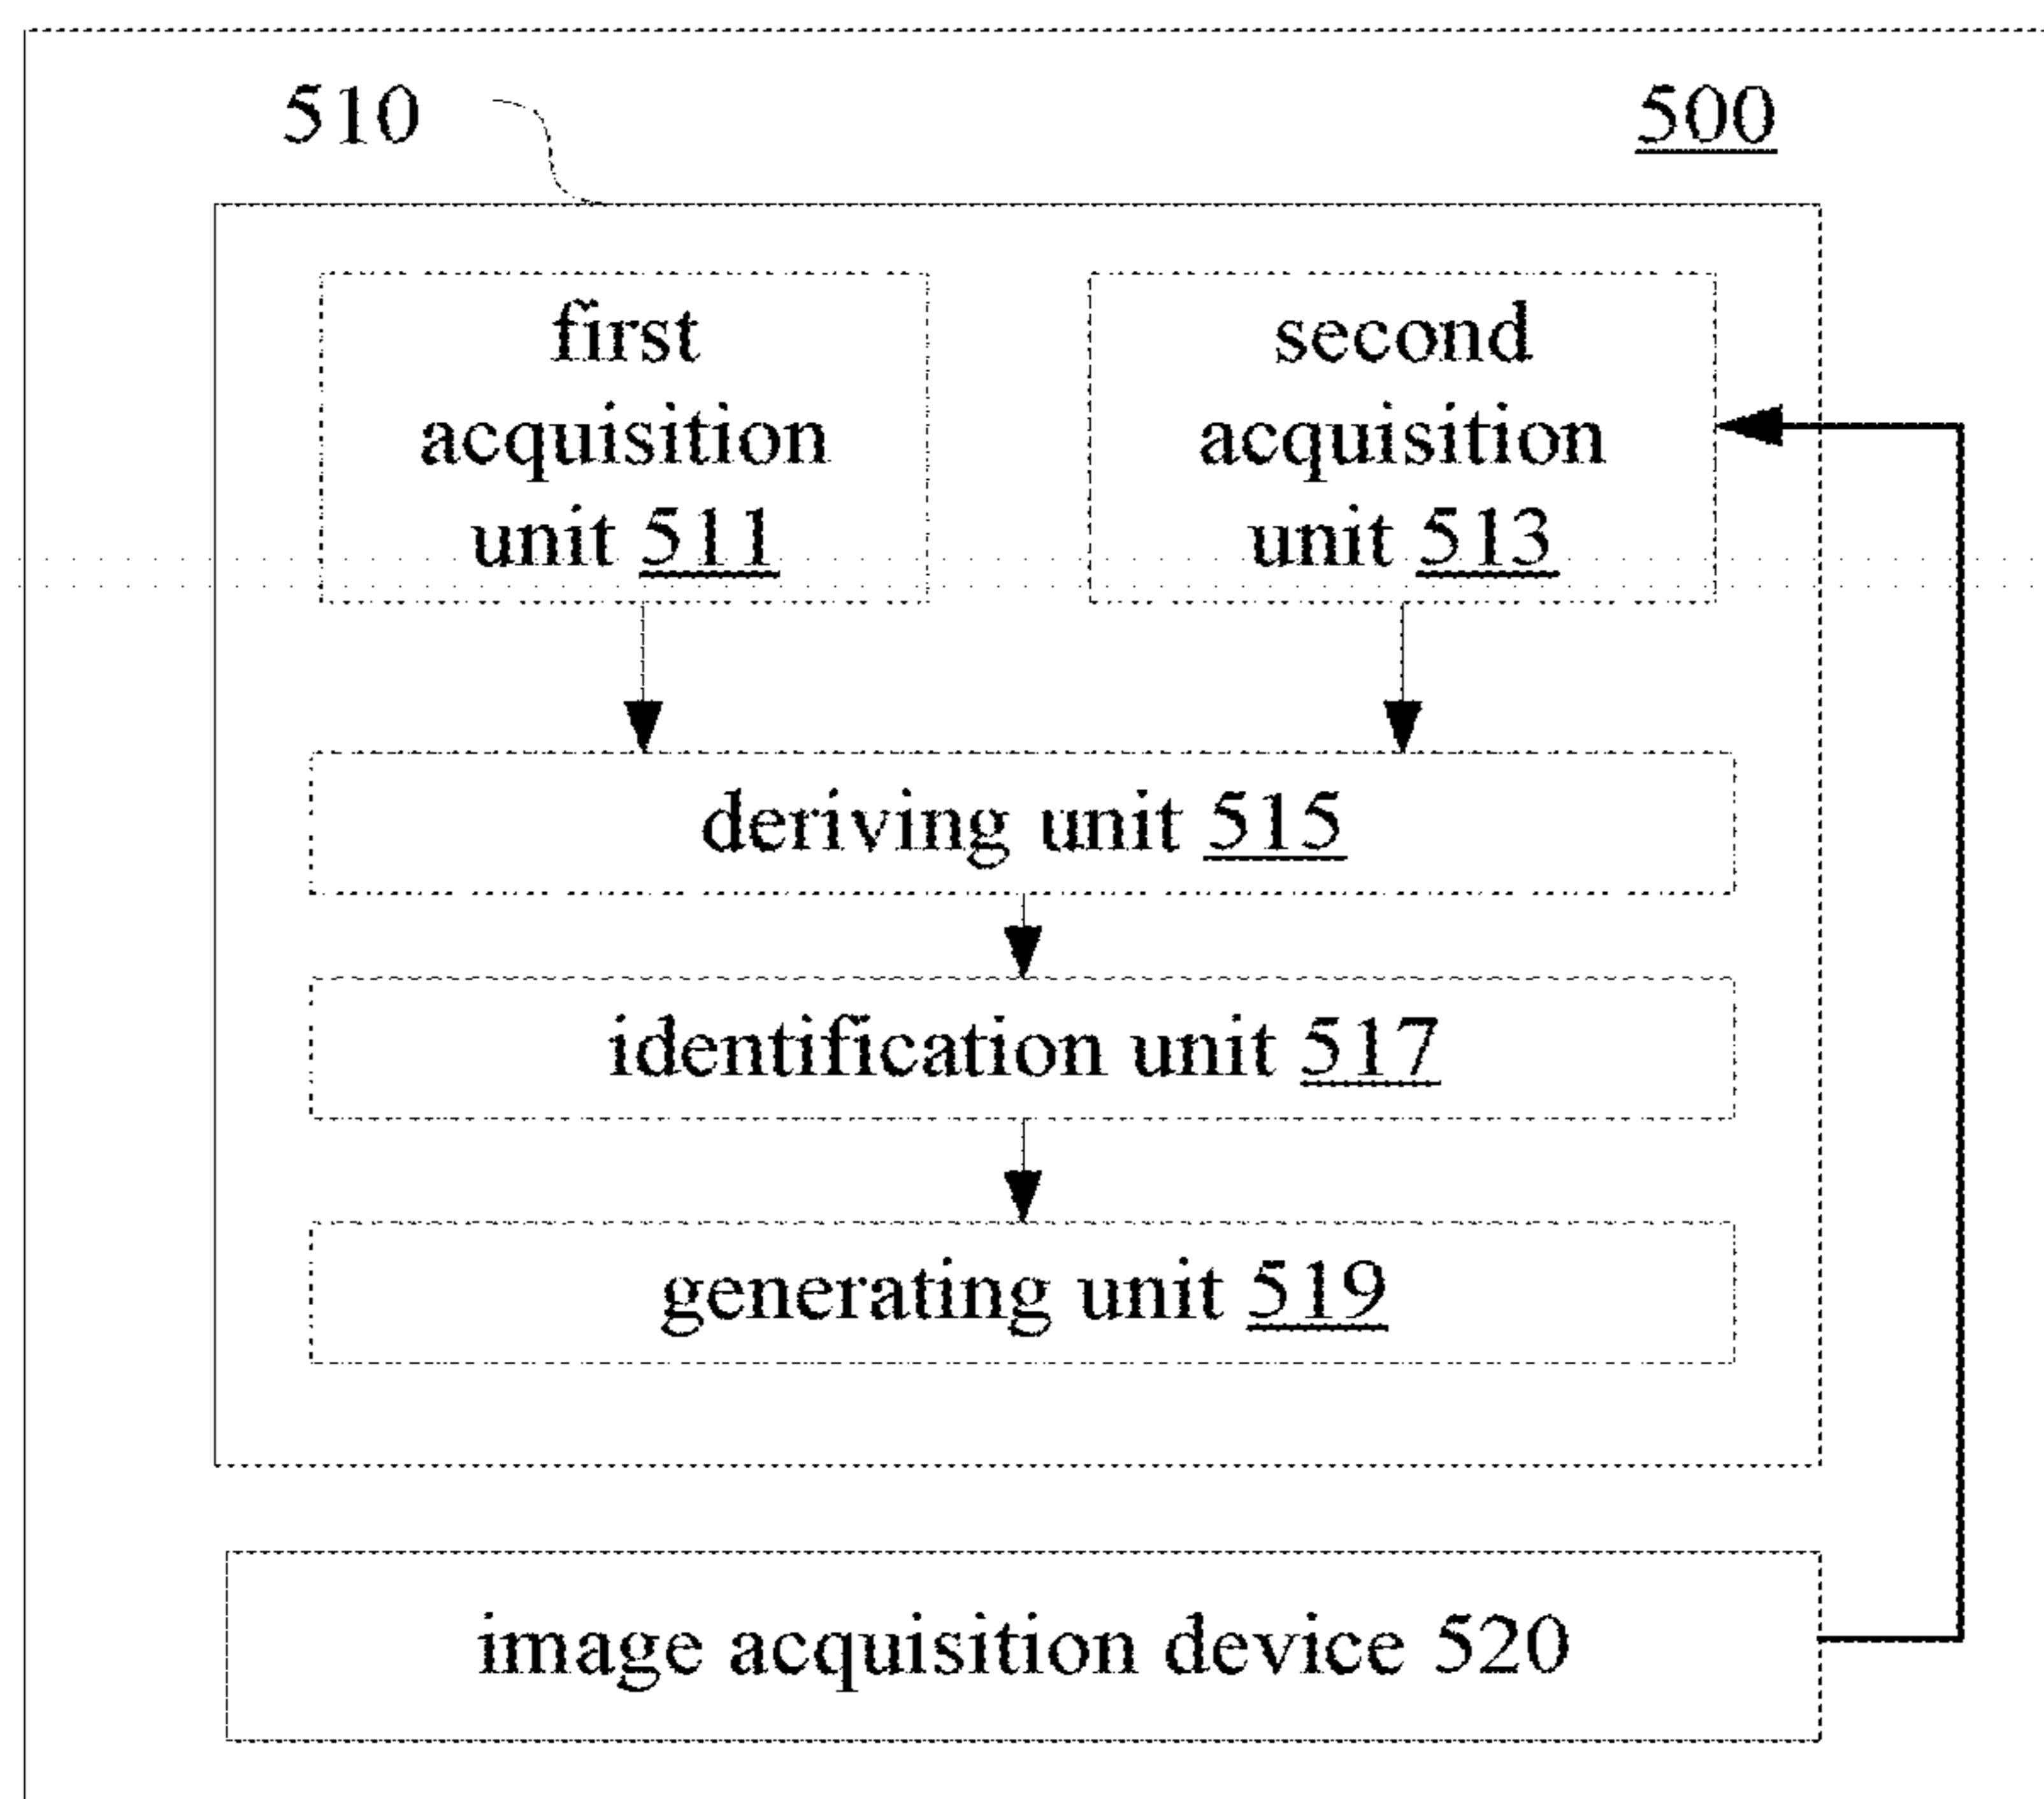 510
500
first
acquisition
unit 511
second
acquisition
unit 513
deriving unit 515
identification unit 517
generating unit 519
image acquisition device 520